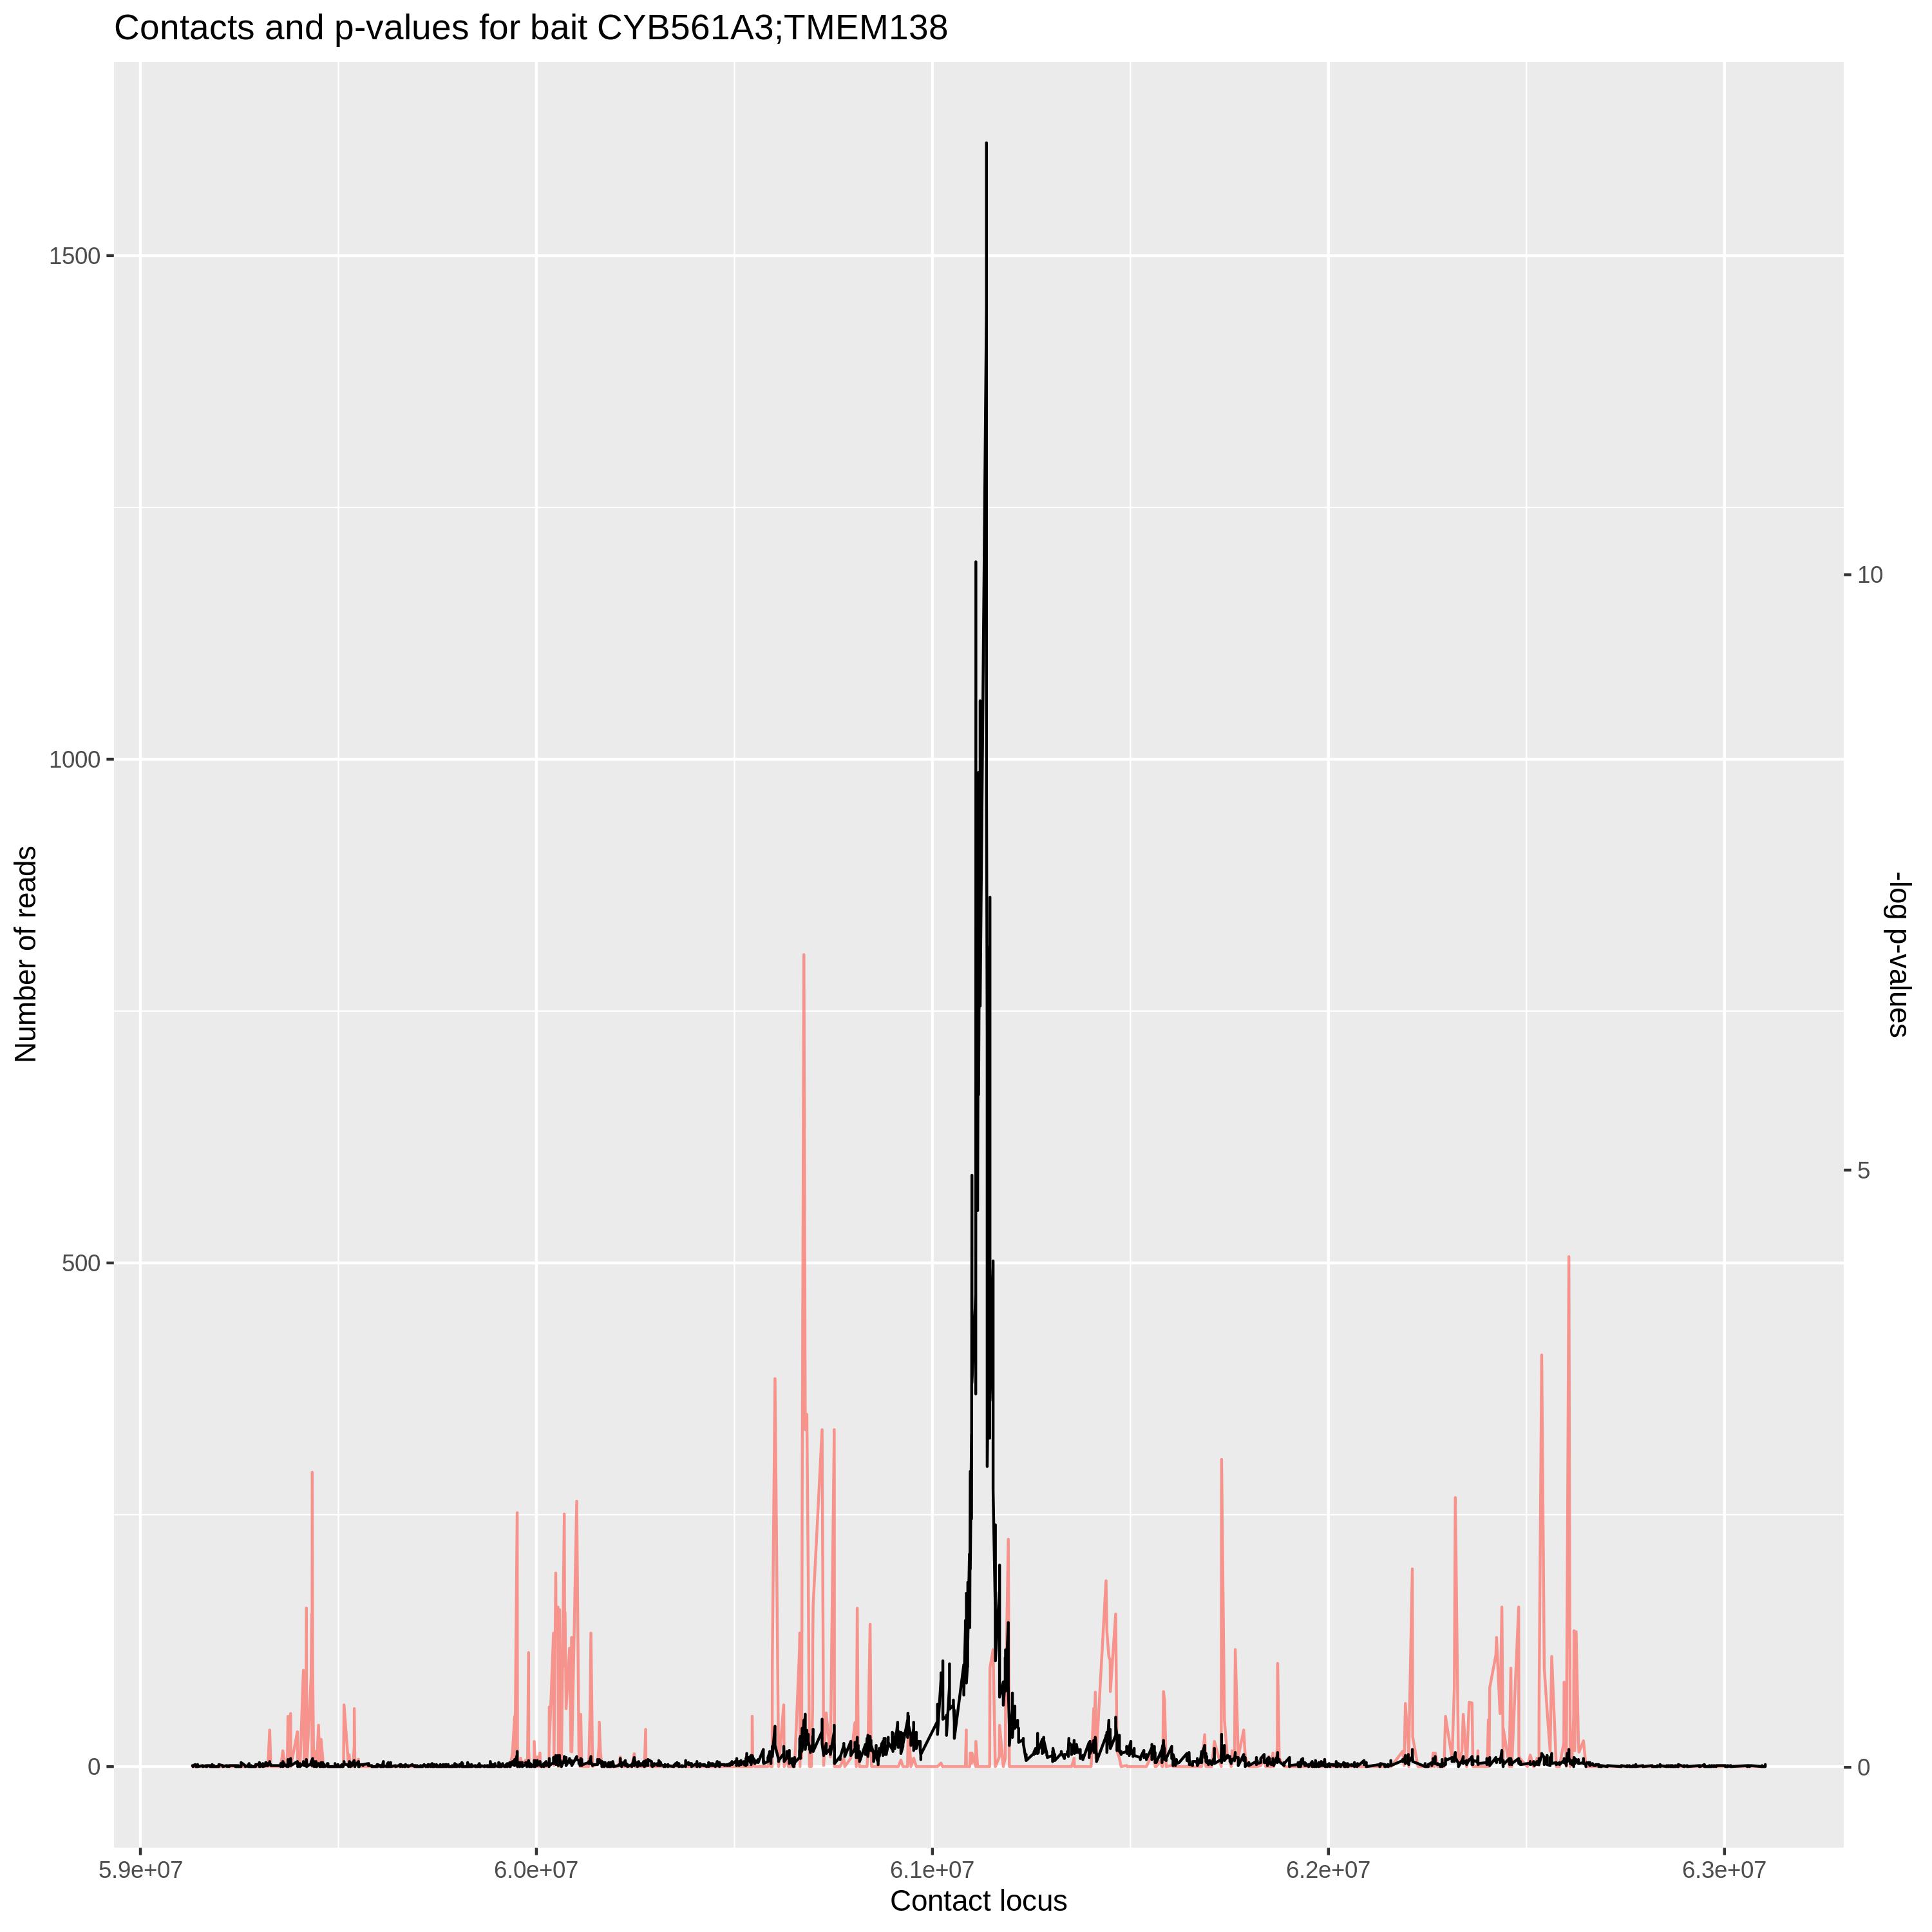 Contacts and p-values for bait CYB561A3;TMEM138
1500
1000
500
0
Number of reads
10
5
0
-log p-values
5.9e+07
6.0e+07
6.1e+07
6.2e+07
6.3e+07
Contact locus